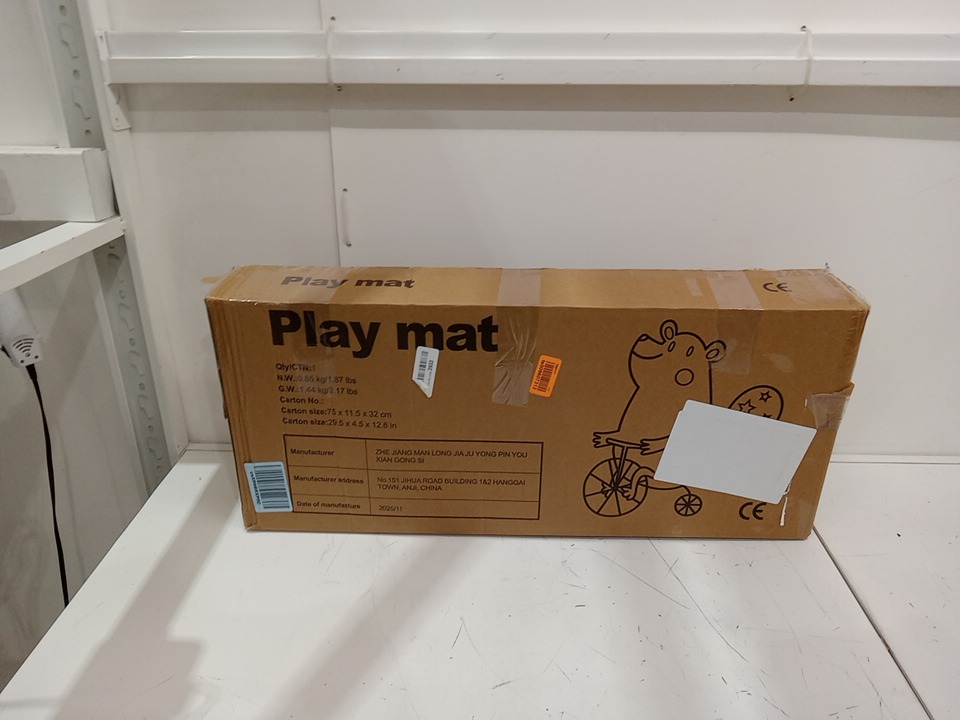 Play mat
CE
Play mat
Qty/CTN:1
N.W.:0.85 kg/1.87 lbs
G.W.:1.44 kg/3.17 lbs
Carton No.:
Carton size:75 x 11.5 x 32 cm
Carton size:29.5 x 4.5 x 12.6 in
Manufacturer
ZHE JIANG MAN LONG JIA JU YONG PIN YOU
XIAN GONG SI
Manufacturer address
No.151 JIHUA ROAD BUILDING 1&2 HANGGAI
TOWN, ANJI, CHINA
Date of manufature
2025/11
CE